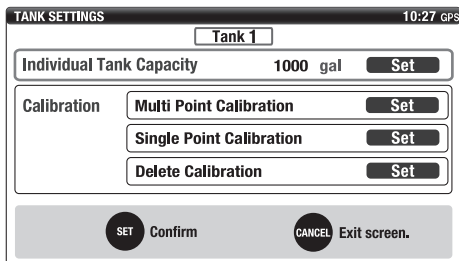 TANK SETTINGS 10:27 GPS
Tank 1
Individual Tank Capacity 1000 gal Set
Calibration Multi Point Calibration Set
Single Point Calibration Set
Delete Calibration Set
SET Confirm CANCEL Exit screen.